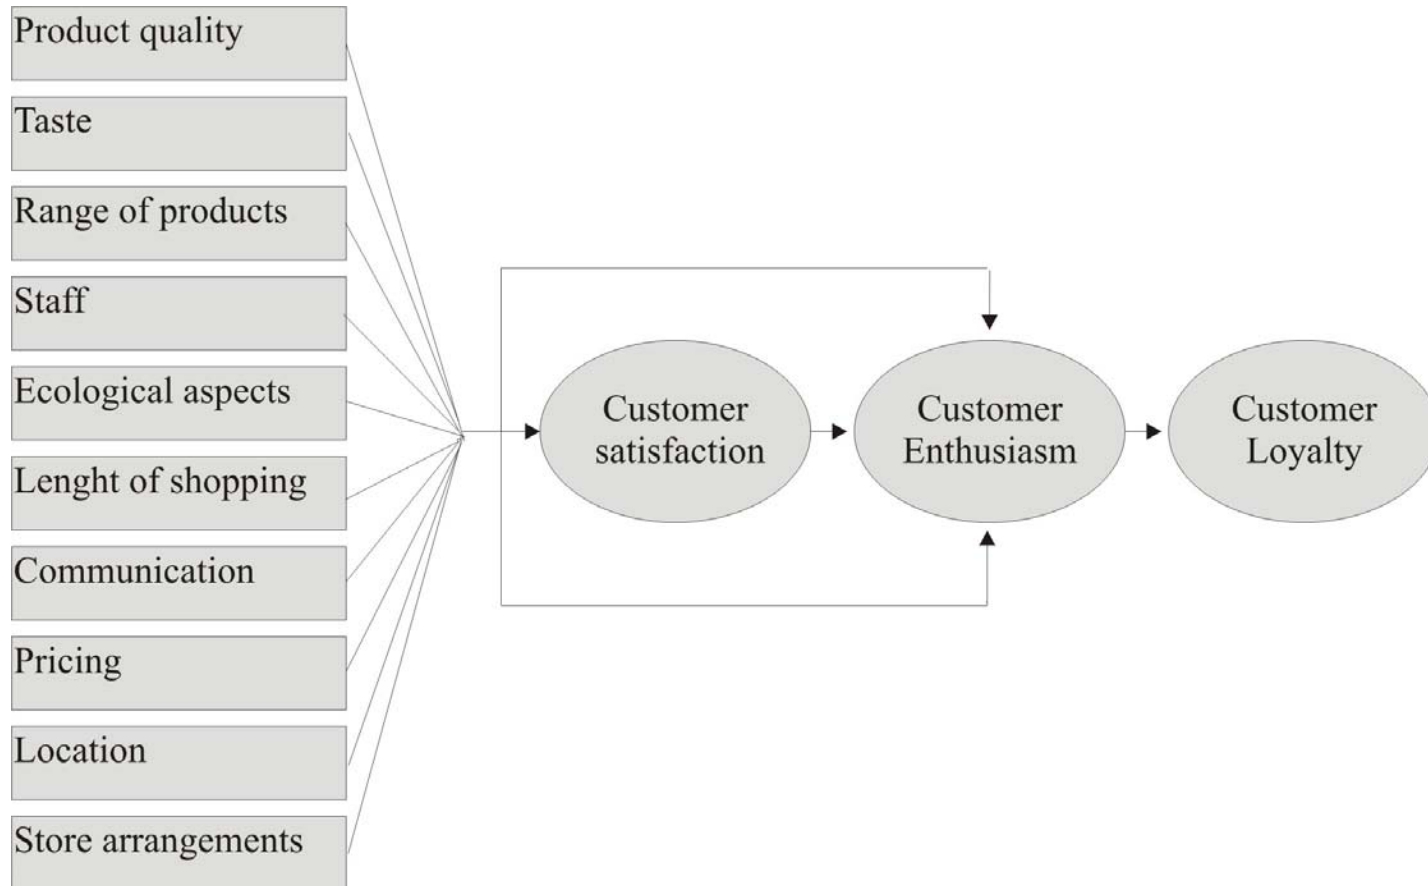 Product quality
Taste
Range of products
Staff
Ecological aspects
Lenght of shopping
Communication
Pricing
Location
Store arrangements
Customer
satisfaction
Customer
Enthusiasm
Customer
Loyalty